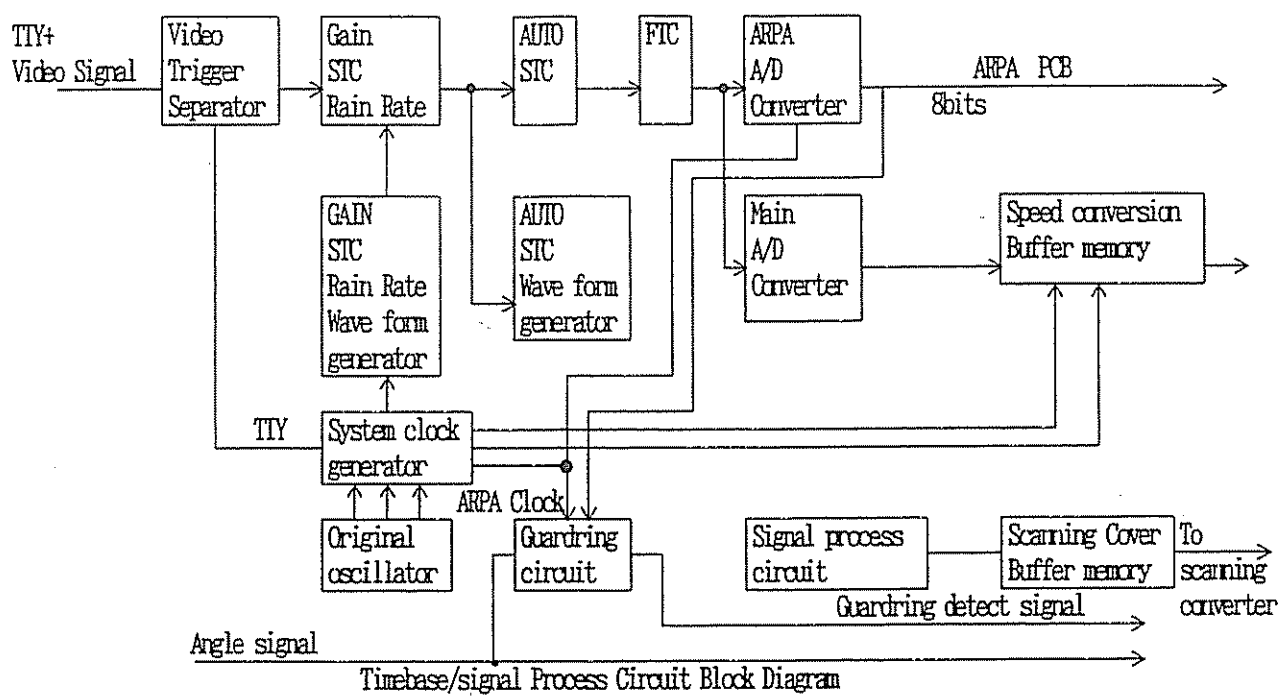 TTY+
Video Signal
Video
Trigger
Separator
Gain
STC
Rain Rate
AUTO
STC
FTC
ARPA
A/D
Converter
ARPA PCB
8bits
GAIN
STC
Rain Rate
Wave form
generator
AUTO
STC
Wave form
generator
Main
A/D
Converter
Speed conversion
Buffer memory
TTY
System clock
generator
ARPA Clock
Original
oscillator
Guardring
circuit
Signal process
circuit
Scanning Cover
Buffer memory
To
scanning
converter
Guardring detect signal
Angle signal
Timebase/signal Process Circuit Block Diagram